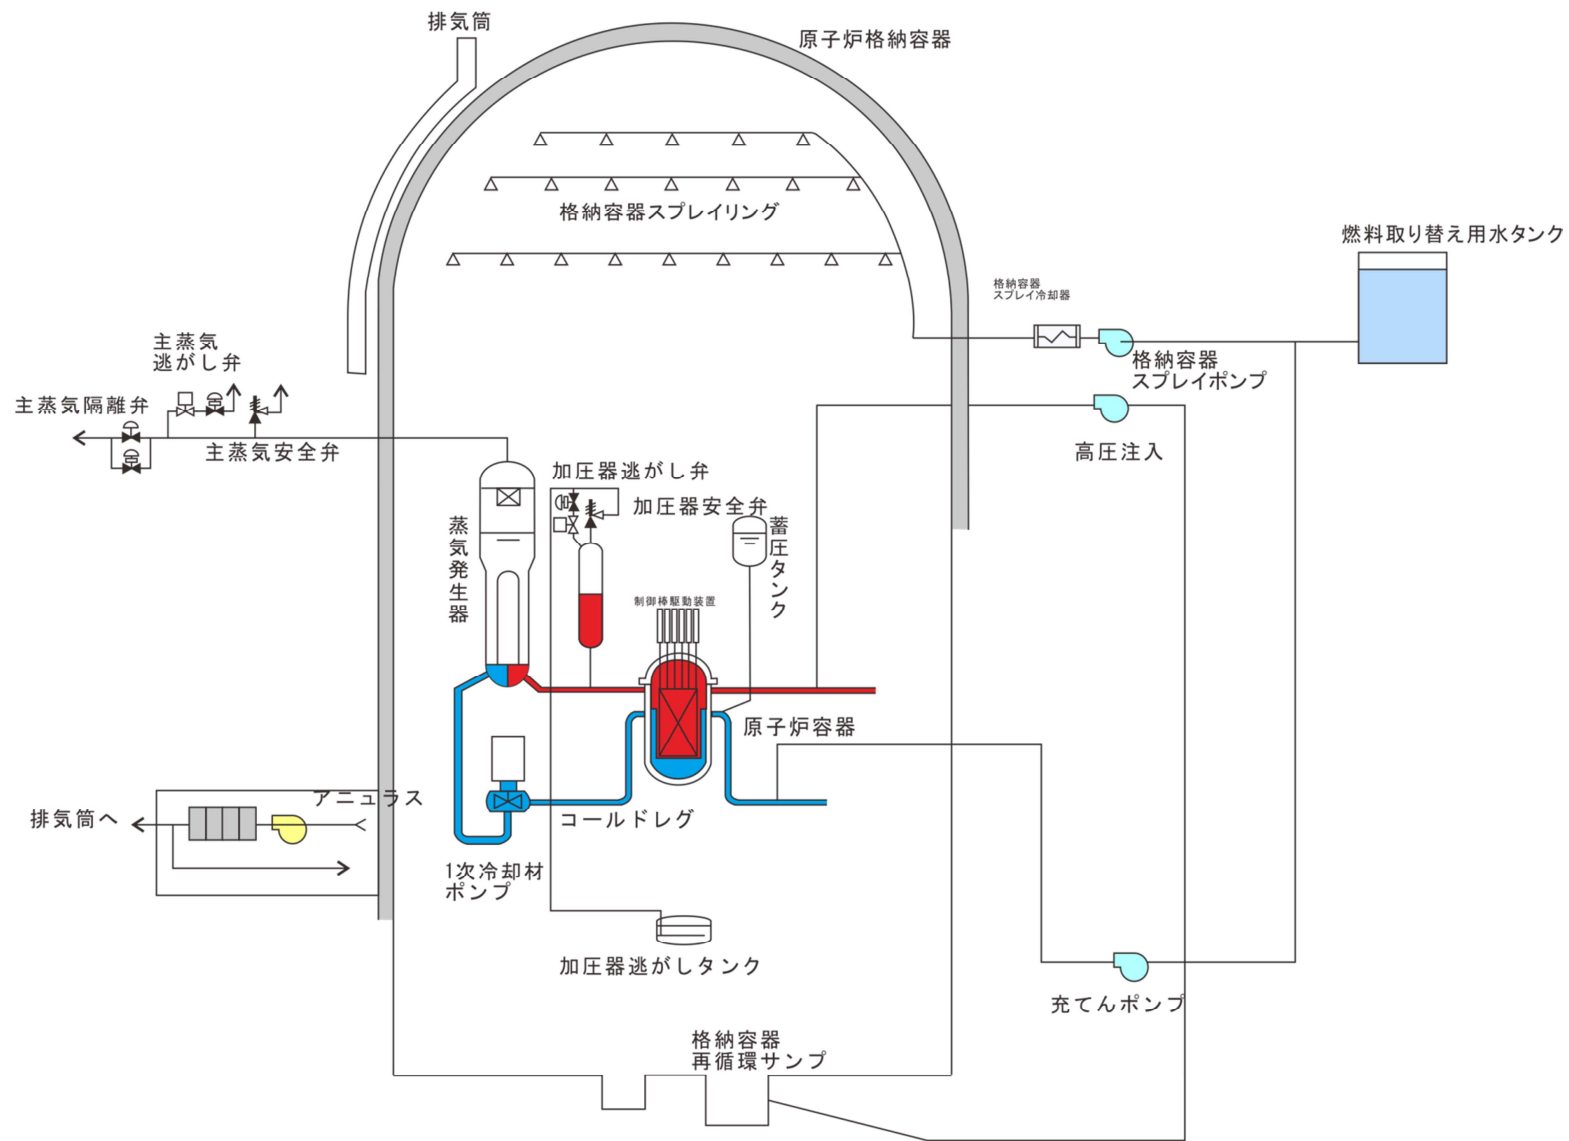 排気筒
原子炉格納容器
格納容器スプレイリング
燃料取り替え用水タンク
格納容器
スプレイ冷却器
主蒸気
逃がし弁
格納容器
スプレイポンプ
主蒸気隔離弁
主蒸気安全弁
高圧注入
加圧器逃がし弁
加圧器安全弁
蒸気発生器
蓄圧タンク
制御棒駆動装置
原子炉容器
アニュラス
排気筒へ
コールドレグ
1次冷却材
ポンプ
加圧器逃がしタンク
充てんポンプ
格納容器
再循環サンプ